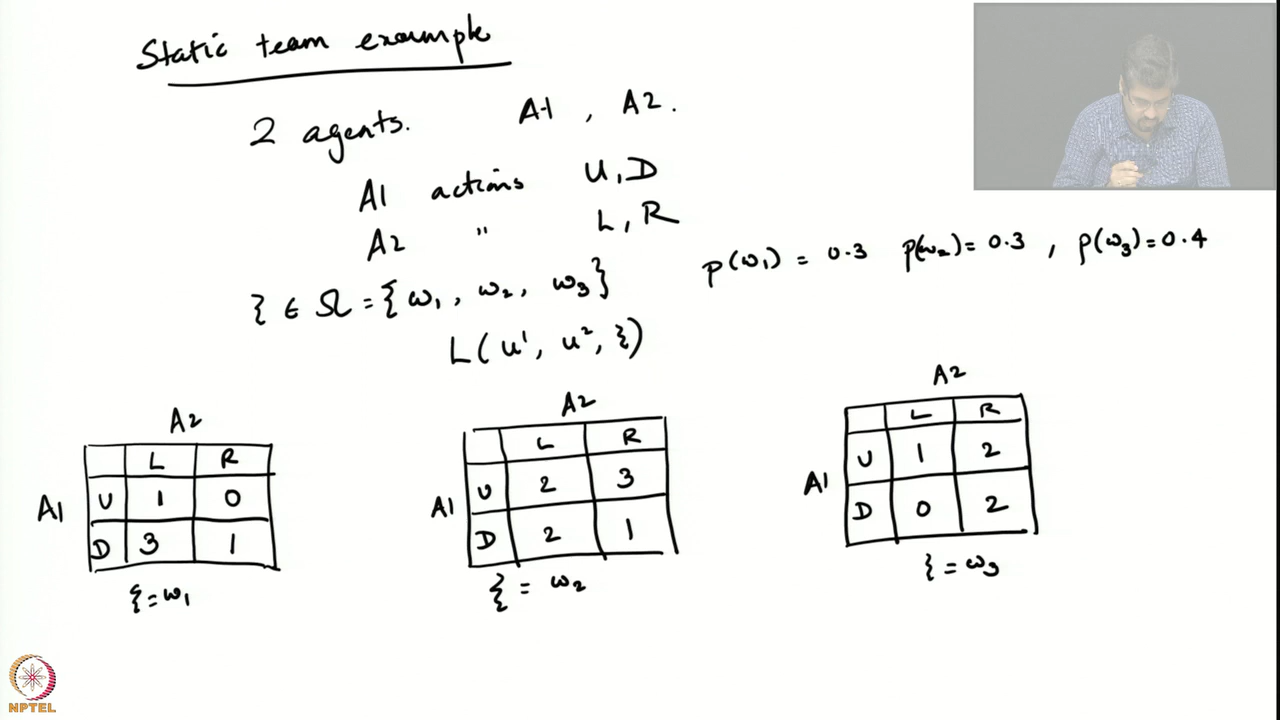 Static team example
2 agents. A1, A2.
A1 actions U, D
A2 " L, R
ξ ∈ Ω = {ω₁, ω₂, ω₃} p(ω₁) = 0.3 p(ω₂) = 0.3, p(ω₃) = 0.4
L(u¹, u², ξ)
A2
L R
A1 U 1 0
D 3 1
ξ = ω₁
A2
L R
A1 U 2 3
D 2 1
ξ = ω₂
A2
L R
A1 U 1 2
D 0 2
ξ = ω₃
NPTEL